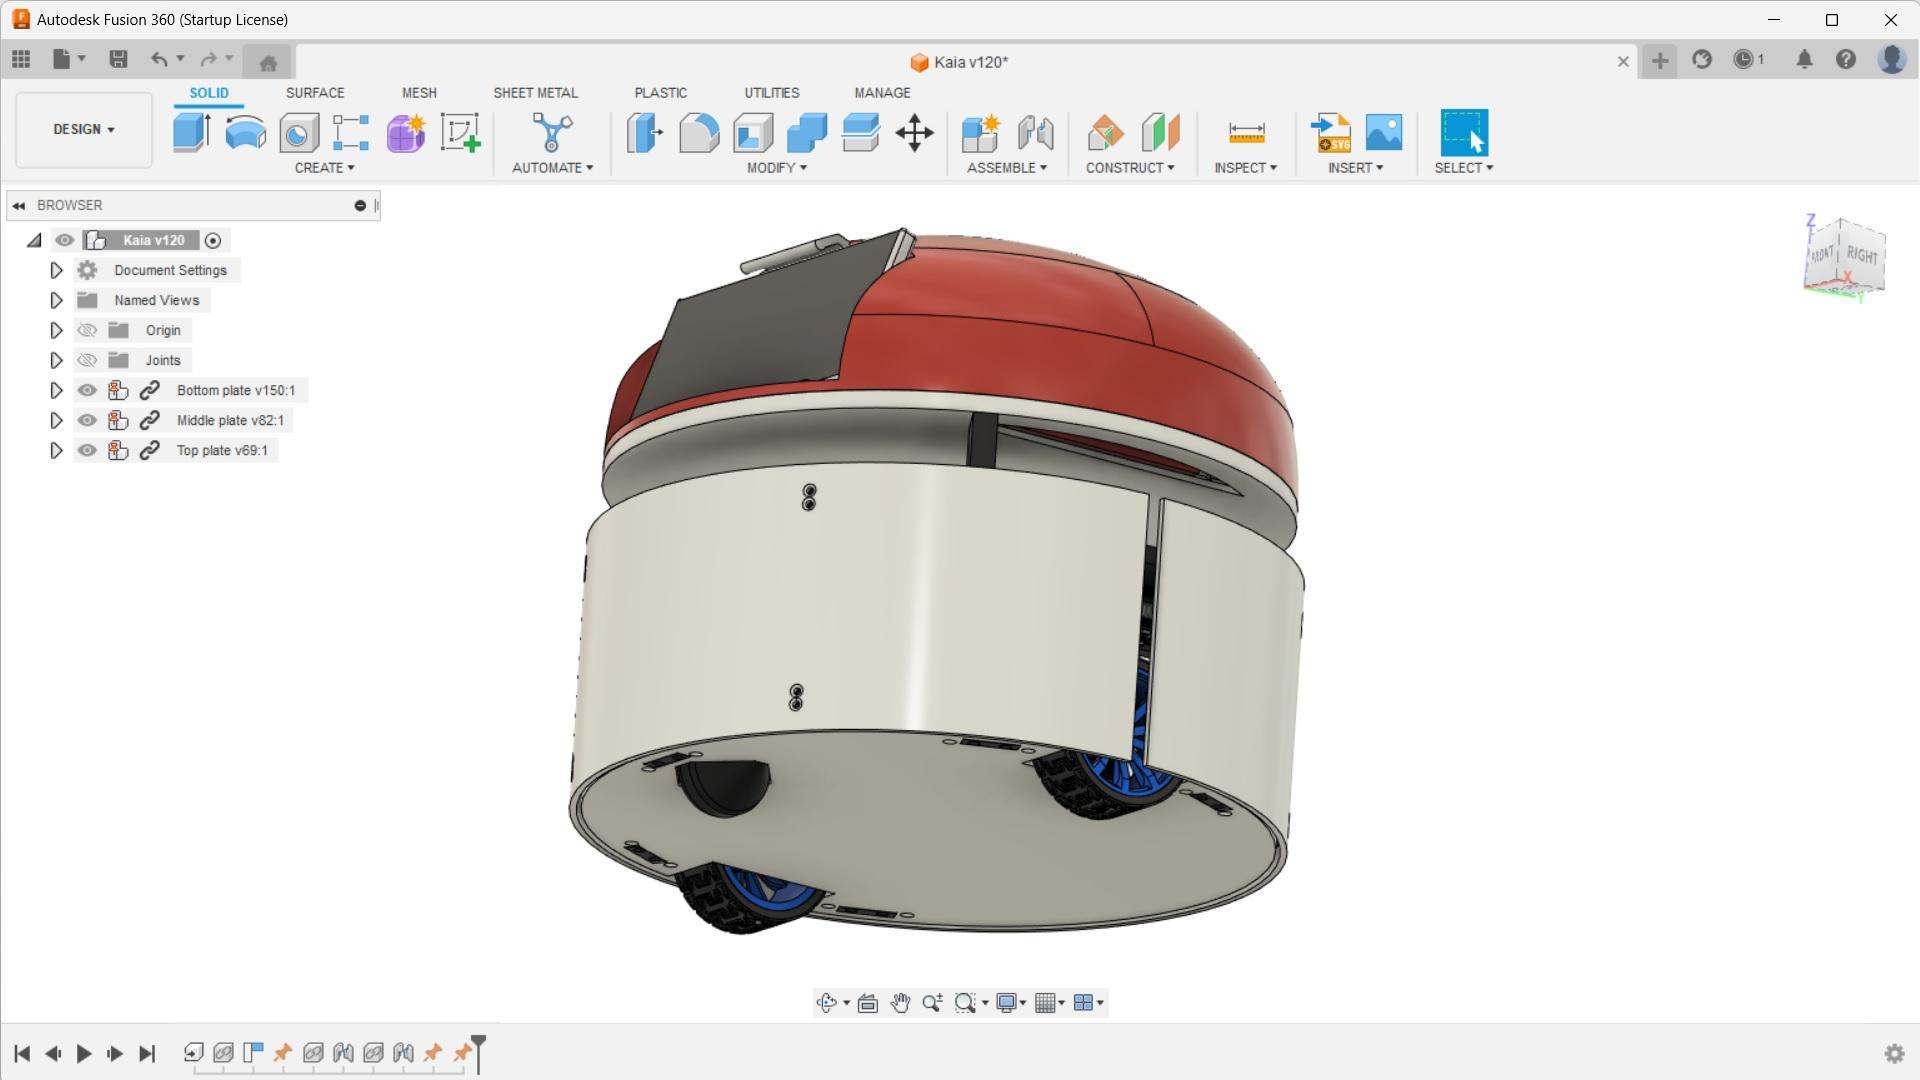 Autodesk Fusion 360 (Startup License)
Kaia v120*
1
SOLID SURFACE MESH SHEET METAL PLASTIC UTILITIES MANAGE
DESIGN
SVG
CREATE AUTOMATE MODIFY ASSEMBLE CONSTRUCT INSPECT INSERT SELECT
BROWSER
Kaia v120
Document Settings
Named Views
Origin
Joints
Bottom plate v150:1
Middle plate v82:1
Top plate v69:1
Z
FRONT RIGHT
X
Y